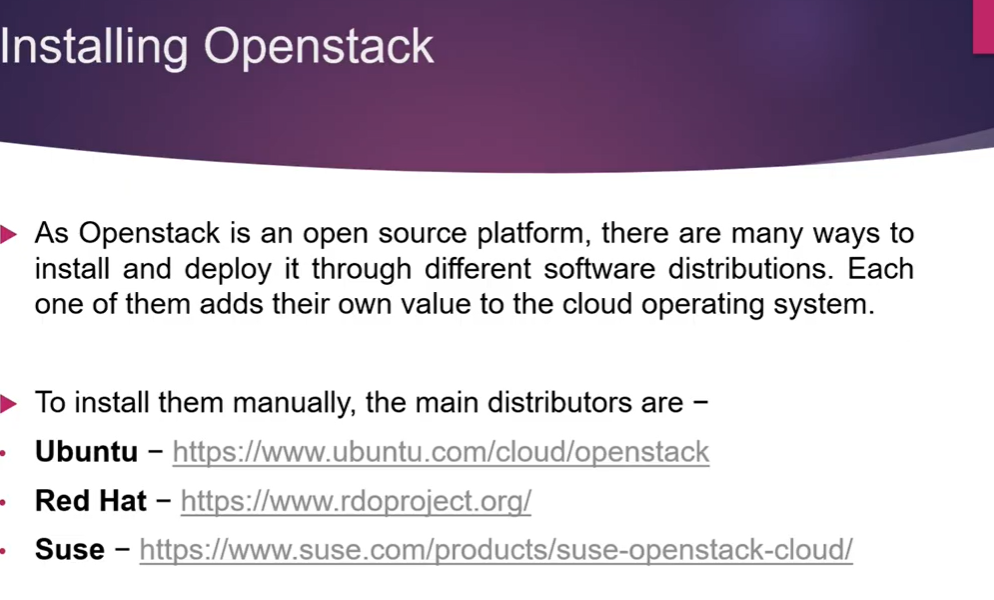 Installing Openstack
As Openstack is an open source platform, there are many ways to
install and deploy it through different software distributions. Each
one of them adds their own value to the cloud operating system.
To install them manually, the main distributors are −
Ubuntu − https://www.ubuntu.com/cloud/openstack
Red Hat − https://www.rdoproject.org/
Suse − https://www.suse.com/products/suse-openstack-cloud/